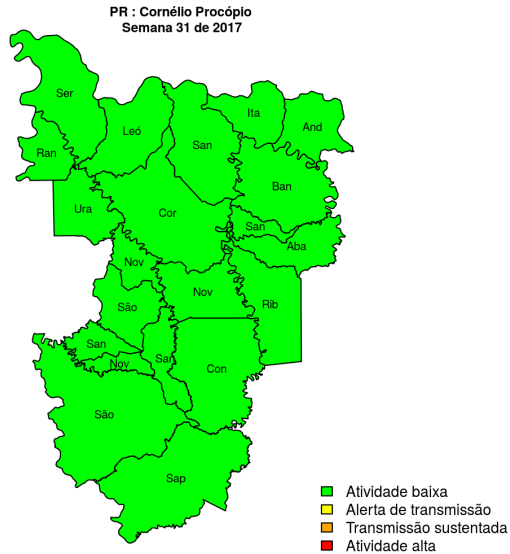 PR : Cornélio Procópio
Semana 31 de 2017
Ser
Leó
Ita
And
San
Ran
Ban
Ura
Cor
San
Aba
Nov
Nov
Rib
São
San
San
Nov
Con
São
Sap
Atividade baixa
Alerta de transmissão
Transmissão sustentada
Atividade alta